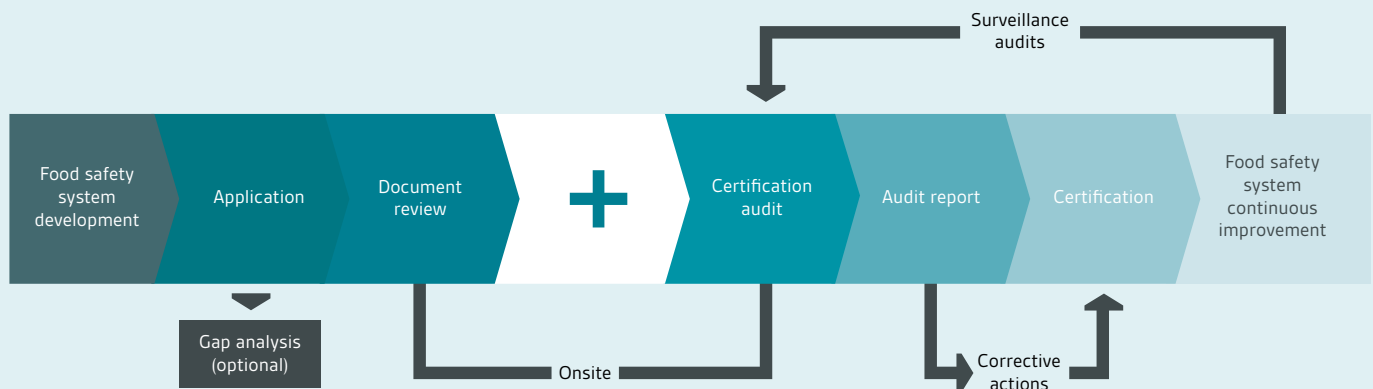 Surveillance
audits
Food safety
system
development
Application
Document
review
+
Certification
audit
Audit report
Certification
Food safety
system
continuous
improvement
Gap analysis
(optional)
Onsite
Corrective
actions